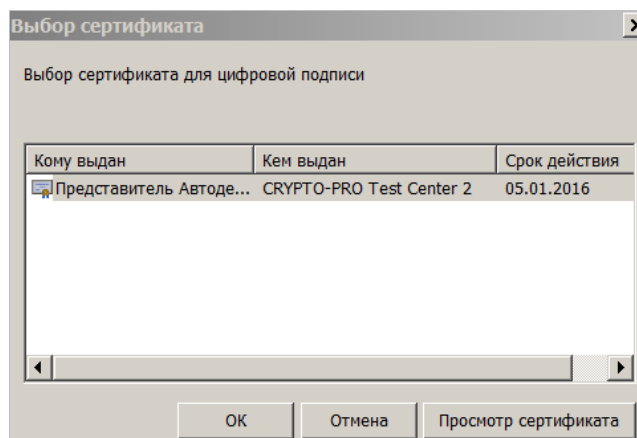 Выбор сертификата
Выбор сертификата для цифровой подписи
Кому выдан Кем выдан Срок действия
Представитель Автоде... CRYPTO-PRO Test Center 2 05.01.2016
ОК Отмена Просмотр сертификата